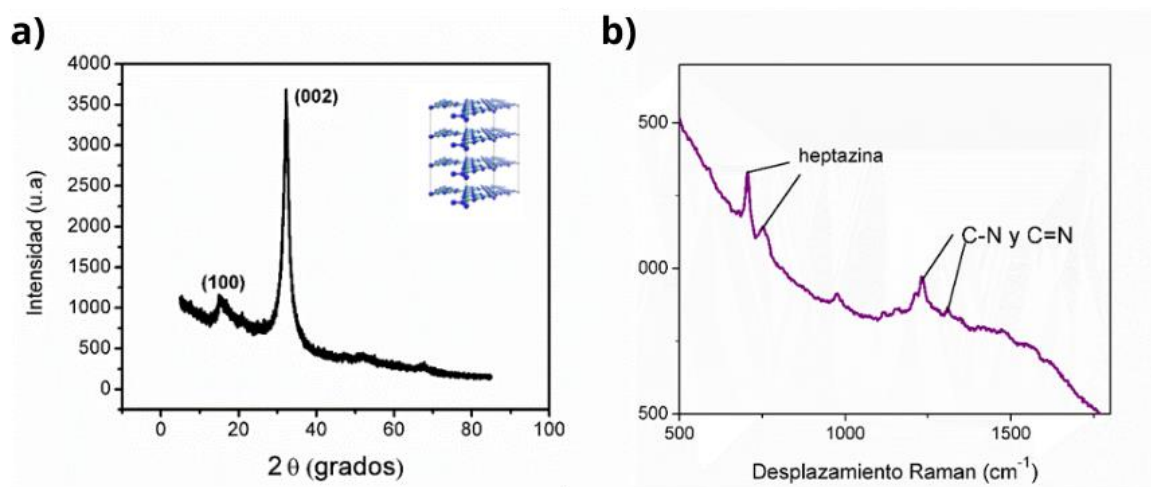 a)
4000
3500
3000
2500
2000
1500
1000
500
0
Intensidad (u.a)
(100)
(002)
0 20 40 60 80 100
2 θ (grados)
b)
500
000
500
heptazina
C-N y C=N
500 1000 1500
Desplazamiento Raman (cm⁻¹)